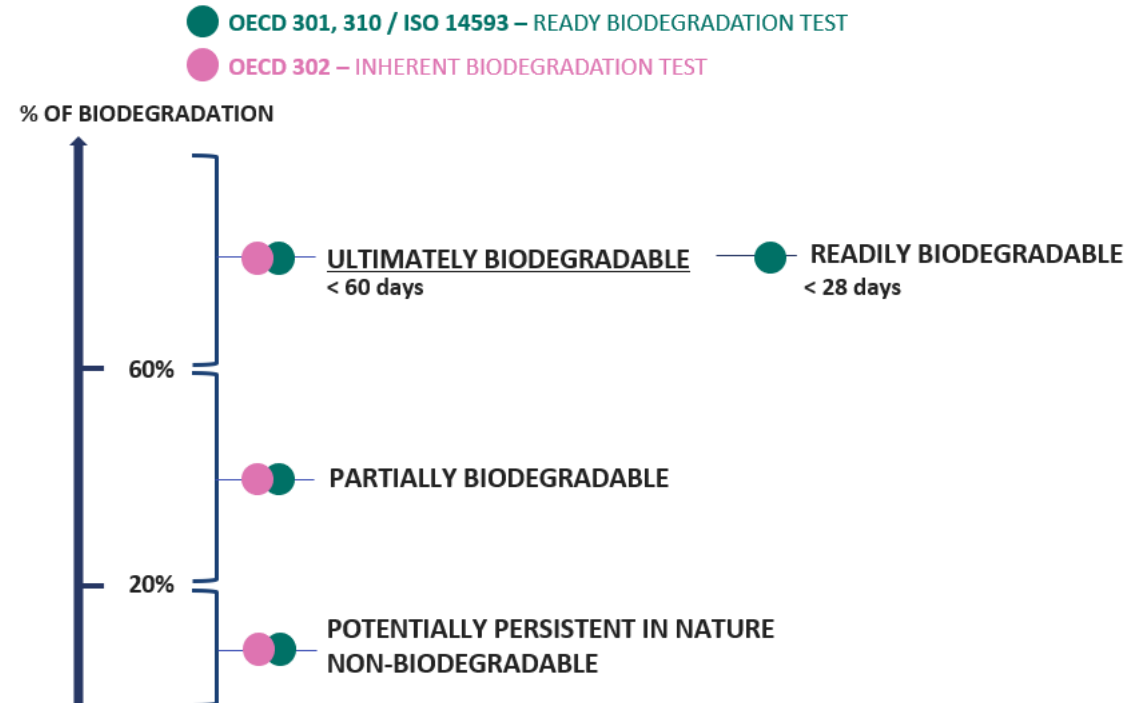 OECD 301, 310 / ISO 14593 – READY BIODEGRADATION TEST
OECD 302 – INHERENT BIODEGRADATION TEST
% OF BIODEGRADATION
ULTIMATELY BIODEGRADABLE
< 60 days
READILY BIODEGRADABLE
< 28 days
60%
PARTIALLY BIODEGRADABLE
20%
POTENTIALLY PERSISTENT IN NATURE
NON-BIODEGRADABLE